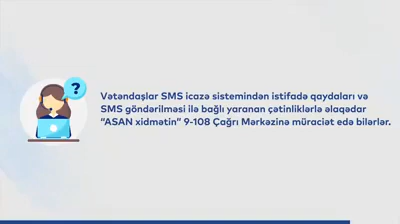 Vətəndaşlar SMS icazə sistemindən istifadə qaydaları və
SMS göndərilməsi ilə bağlı yaranan çətinliklərlə əlaqədar
“ASAN xidmətin” 9-108 Çağrı Mərkəzinə müraciət edə bilərlər.